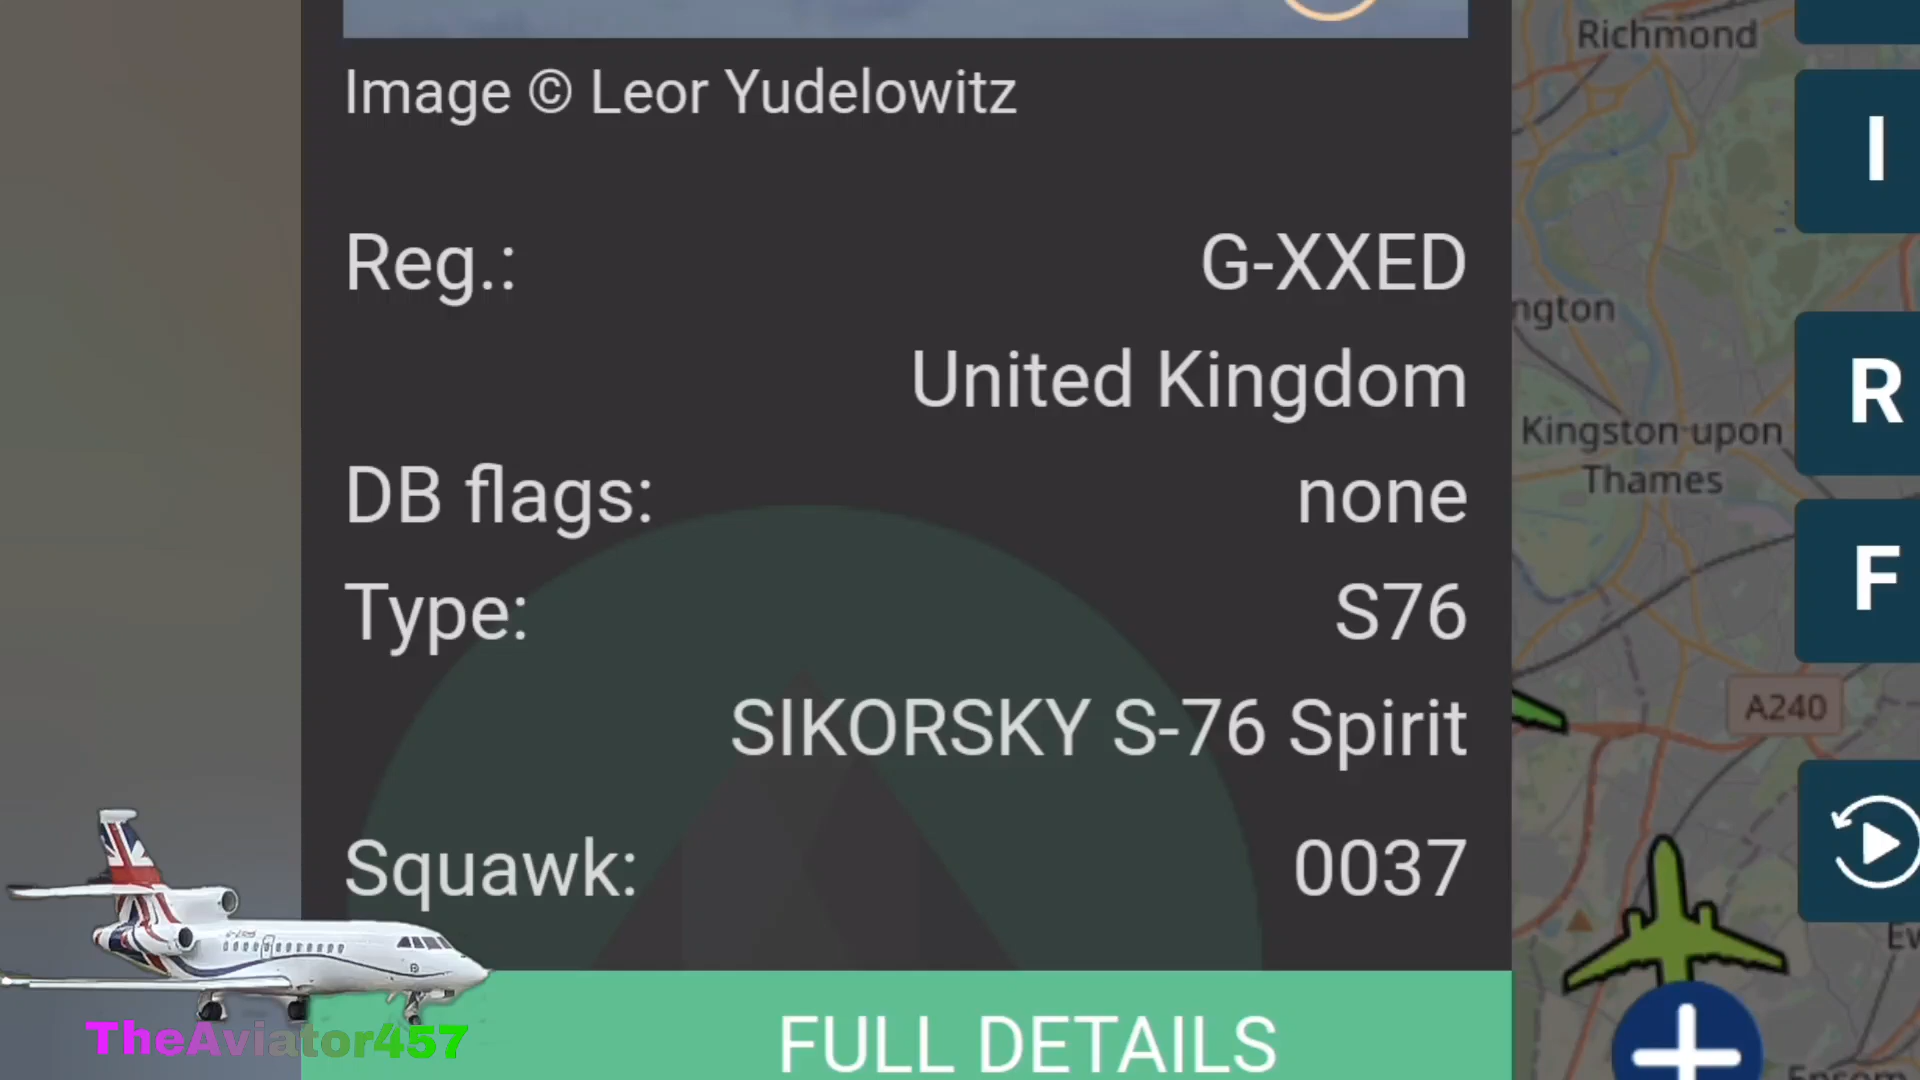 Richmond
Image © Leor Yudelowitz
I
Reg.: G-XXED
ngton
United Kingdom
R
Kingston upon
Thames
DB flags: none
F
Type: S76
A240
SIKORSKY S-76 Spirit
Squawk: 0037
TheAviator457
FULL DETAILS